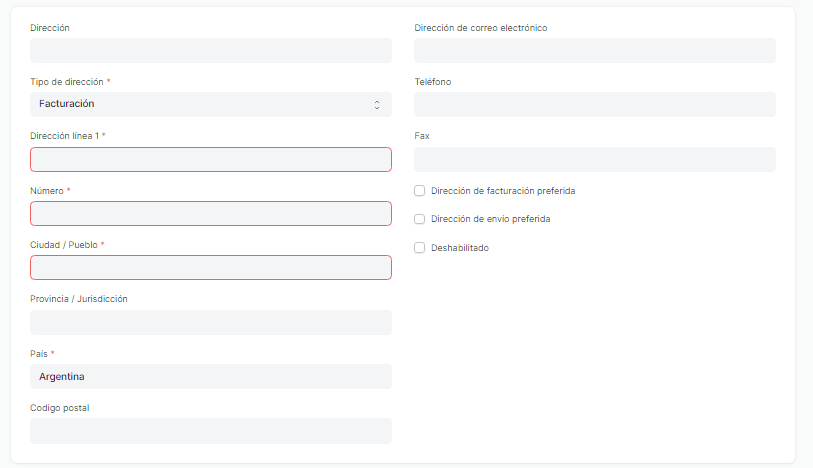 Dirección
Tipo de dirección *
Facturación
Dirección línea 1 *
Número *
Ciudad / Pueblo *
Provincia / Jurisdicción
País *
Argentina
Codigo postal
Dirección de correo electrónico
Teléfono
Fax
Dirección de facturación preferida
Dirección de envío preferida
Deshabilitado